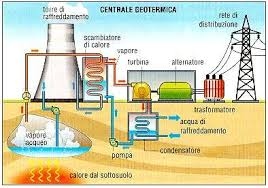 CENTRALE GEOTERMICA
torre di
raffreddamento
scambiatore
di calore
vapore
turbina
alternatore
rete di
distribuzione
trasformatore
acqua di
raffreddamento
condensatore
pompa
vapore
acqueo
calore dal sottosuolo